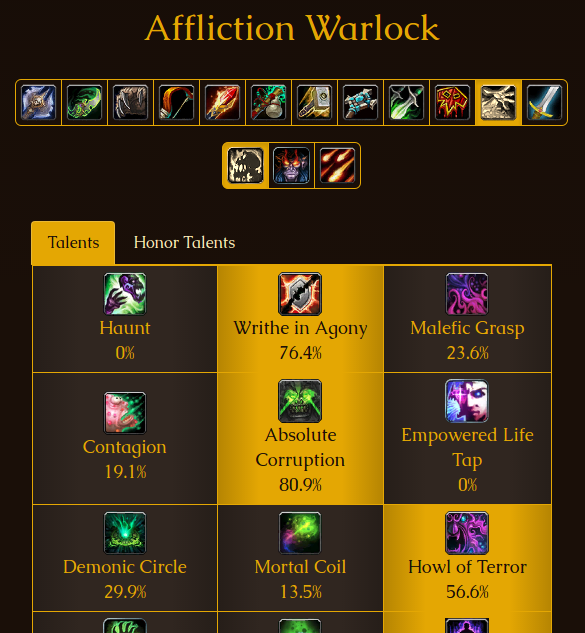 Affliction Warlock
Talents
Honor Talents
Haunt
0%
Writhe in Agony
76.4%
Malefic Grasp
23.6%
Contagion
19.1%
Absolute
Corruption
80.9%
Empowered Life
Tap
0%
Demonic Circle
29.9%
Mortal Coil
13.5%
Howl of Terror
56.6%